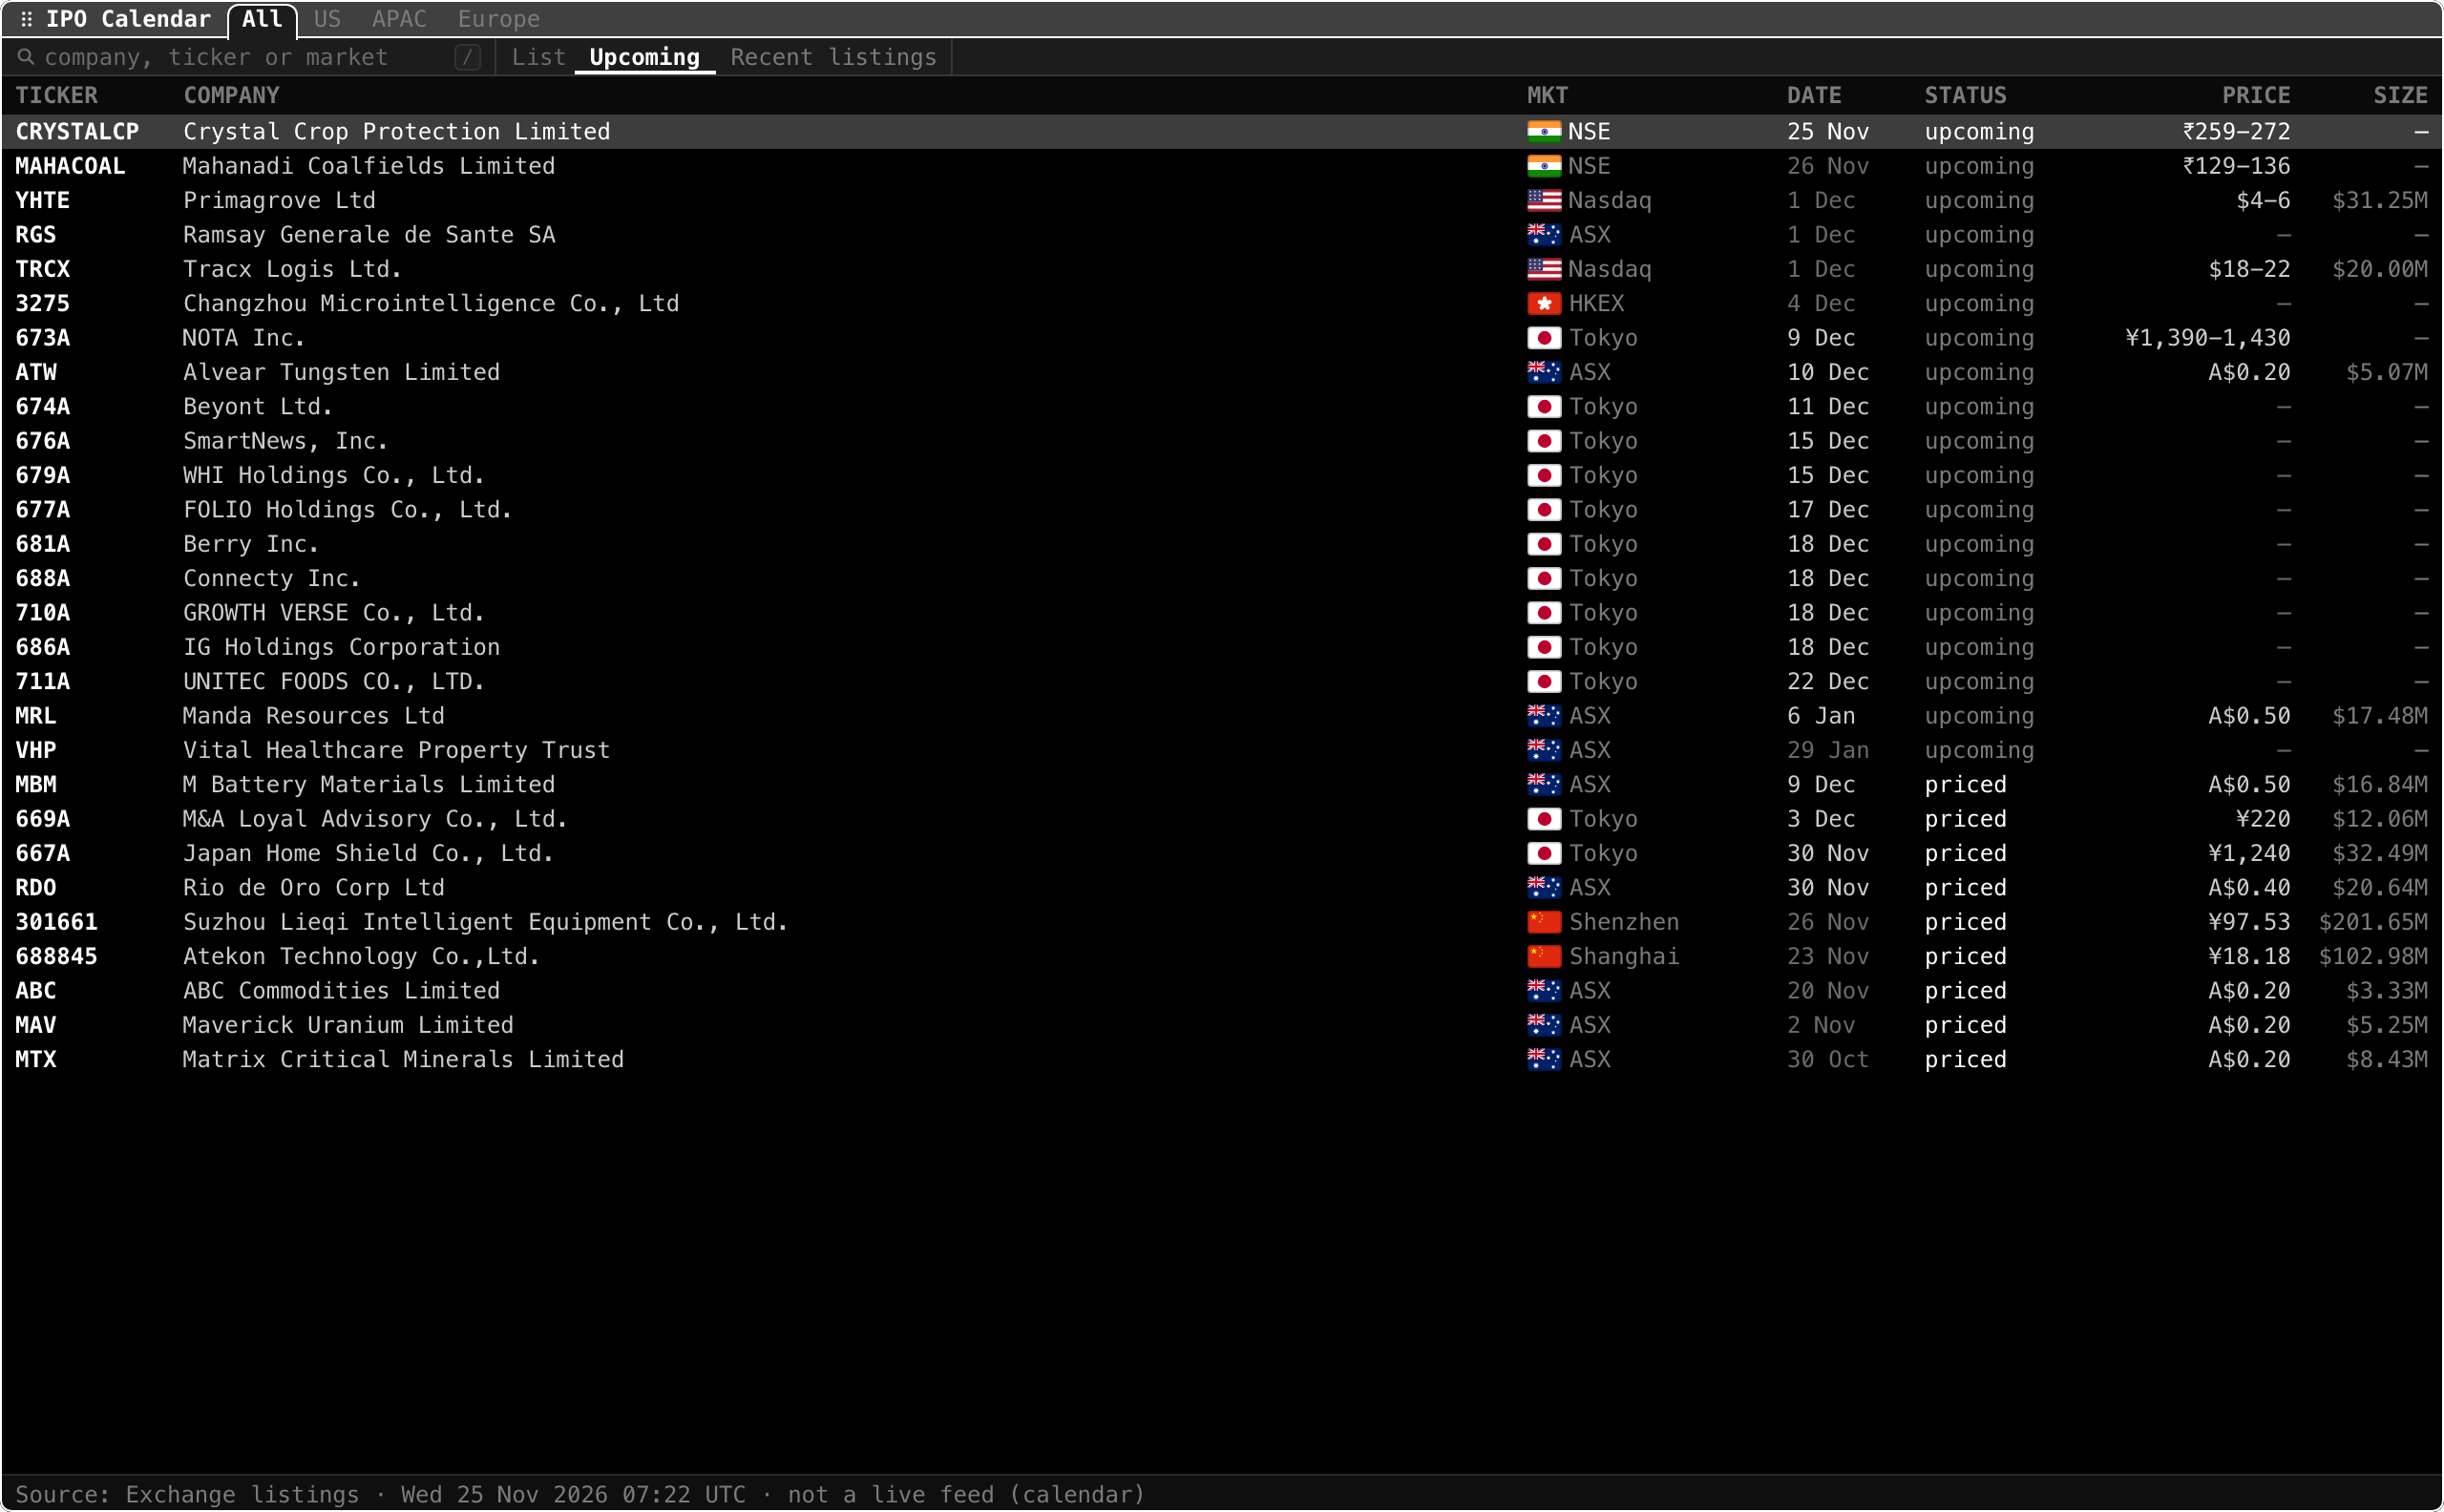 IPO Calendar All US APAC Europe
company, ticker or market / List Upcoming Recent listings
TICKER COMPANY MKT DATE STATUS PRICE SIZE
CRYSTALCP Crystal Crop Protection Limited NSE 25 Nov upcoming ₹259–272 —
MAHACOAL Mahanadi Coalfields Limited NSE 26 Nov upcoming ₹129–136 —
YHTE Primagrove Ltd Nasdaq 1 Dec upcoming $4–6 $31.25M
RGS Ramsay Generale de Sante SA ASX 1 Dec upcoming — —
TRCX Tracx Logis Ltd. Nasdaq 1 Dec upcoming $18–22 $20.00M
3275 Changzhou Microintelligence Co., Ltd HKEX 4 Dec upcoming — —
673A NOTA Inc. Tokyo 9 Dec upcoming ¥1,390–1,430 —
ATW Alvear Tungsten Limited ASX 10 Dec upcoming A$0.20 $5.07M
674A Beyont Ltd. Tokyo 11 Dec upcoming — —
676A SmartNews, Inc. Tokyo 15 Dec upcoming — —
679A WHI Holdings Co., Ltd. Tokyo 15 Dec upcoming — —
677A FOLIO Holdings Co., Ltd. Tokyo 17 Dec upcoming — —
681A Berry Inc. Tokyo 18 Dec upcoming — —
688A Connecty Inc. Tokyo 18 Dec upcoming — —
710A GROWTH VERSE Co., Ltd. Tokyo 18 Dec upcoming — —
686A IG Holdings Corporation Tokyo 18 Dec upcoming — —
711A UNITEC FOODS CO., LTD. Tokyo 22 Dec upcoming — —
MRL Manda Resources Ltd ASX 6 Jan upcoming A$0.50 $17.48M
VHP Vital Healthcare Property Trust ASX 29 Jan upcoming — —
MBM M Battery Materials Limited ASX 9 Dec priced A$0.50 $16.84M
669A M&A Loyal Advisory Co., Ltd. Tokyo 3 Dec priced ¥220 $12.06M
667A Japan Home Shield Co., Ltd. Tokyo 30 Nov priced ¥1,240 $32.49M
RDO Rio de Oro Corp Ltd ASX 30 Nov priced A$0.40 $20.64M
301661 Suzhou Lieqi Intelligent Equipment Co., Ltd. Shenzhen 26 Nov priced ¥97.53 $201.65M
688845 Atekon Technology Co.,Ltd. Shanghai 23 Nov priced ¥18.18 $102.98M
ABC ABC Commodities Limited ASX 20 Nov priced A$0.20 $3.33M
MAV Maverick Uranium Limited ASX 2 Nov priced A$0.20 $5.25M
MTX Matrix Critical Minerals Limited ASX 30 Oct priced A$0.20 $8.43M
Source: Exchange listings · Wed 25 Nov 2026 07:22 UTC · not a live feed (calendar)